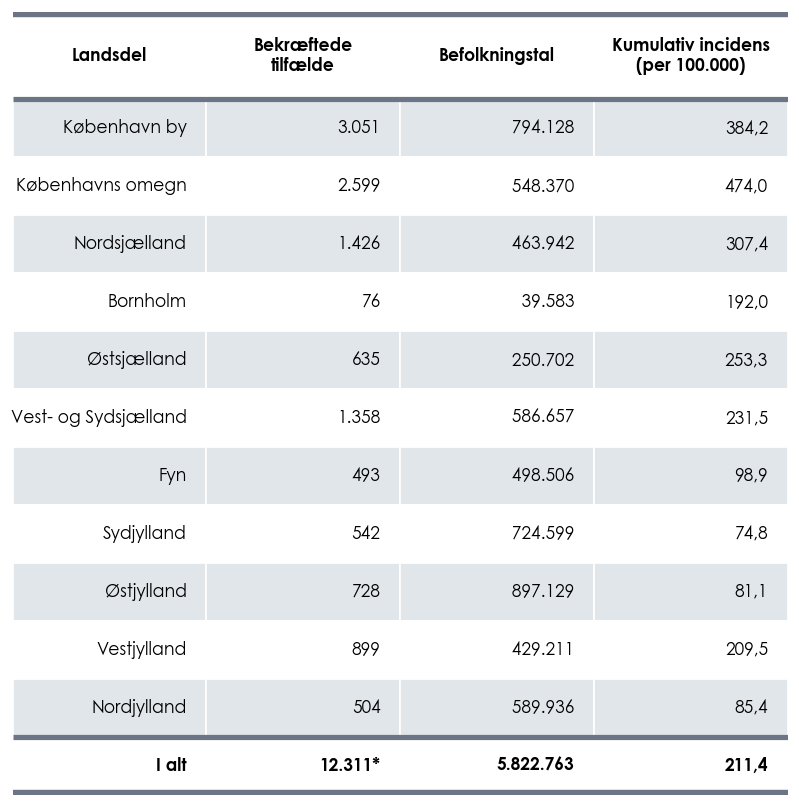 Landsdel Bekræftede tilfælde Befolkningstal Kumulativ incidens (per 100.000)
København by 3.051 794.128 384,2
Københavns omegn 2.599 548.370 474,0
Nordsjælland 1.426 463.942 307,4
Bornholm 76 39.583 192,0
Østsjælland 635 250.702 253,3
Vest- og Sydsjælland 1.358 586.657 231,5
Fyn 493 498.506 98,9
Sydjylland 542 724.599 74,8
Østjylland 728 897.129 81,1
Vestjylland 899 429.211 209,5
Nordjylland 504 589.936 85,4
I alt 12.311* 5.822.763 211,4